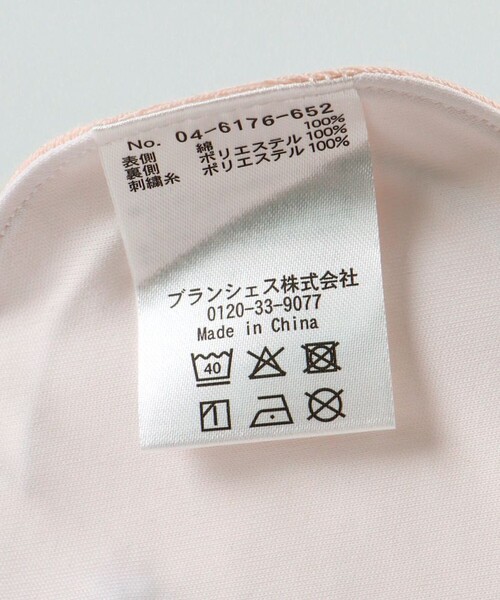 No. 04-6176-652
表側 綿 100%
裏側 ポリエステル 100%
刺繍糸 ポリエステル 100%
ブランシェス株式会社
0120-33-9077
Made in China
40